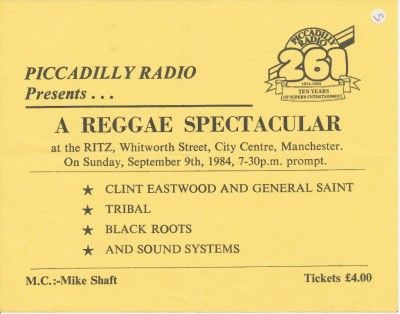 PICCADILLY RADIO
261
1974-1984
TEN YEARS
OF SUPERB ENTERTAINMENT
PICCADILLY RADIO
Presents . . .
A REGGAE SPECTACULAR
at the RITZ, Whitworth Street, City Centre, Manchester.
On Sunday, September 9th, 1984, 7-30p.m. prompt.
★ CLINT EASTWOOD AND GENERAL SAINT
★ TRIBAL
★ BLACK ROOTS
★ AND SOUND SYSTEMS
M.C.:-Mike Shaft
Tickets £4.00